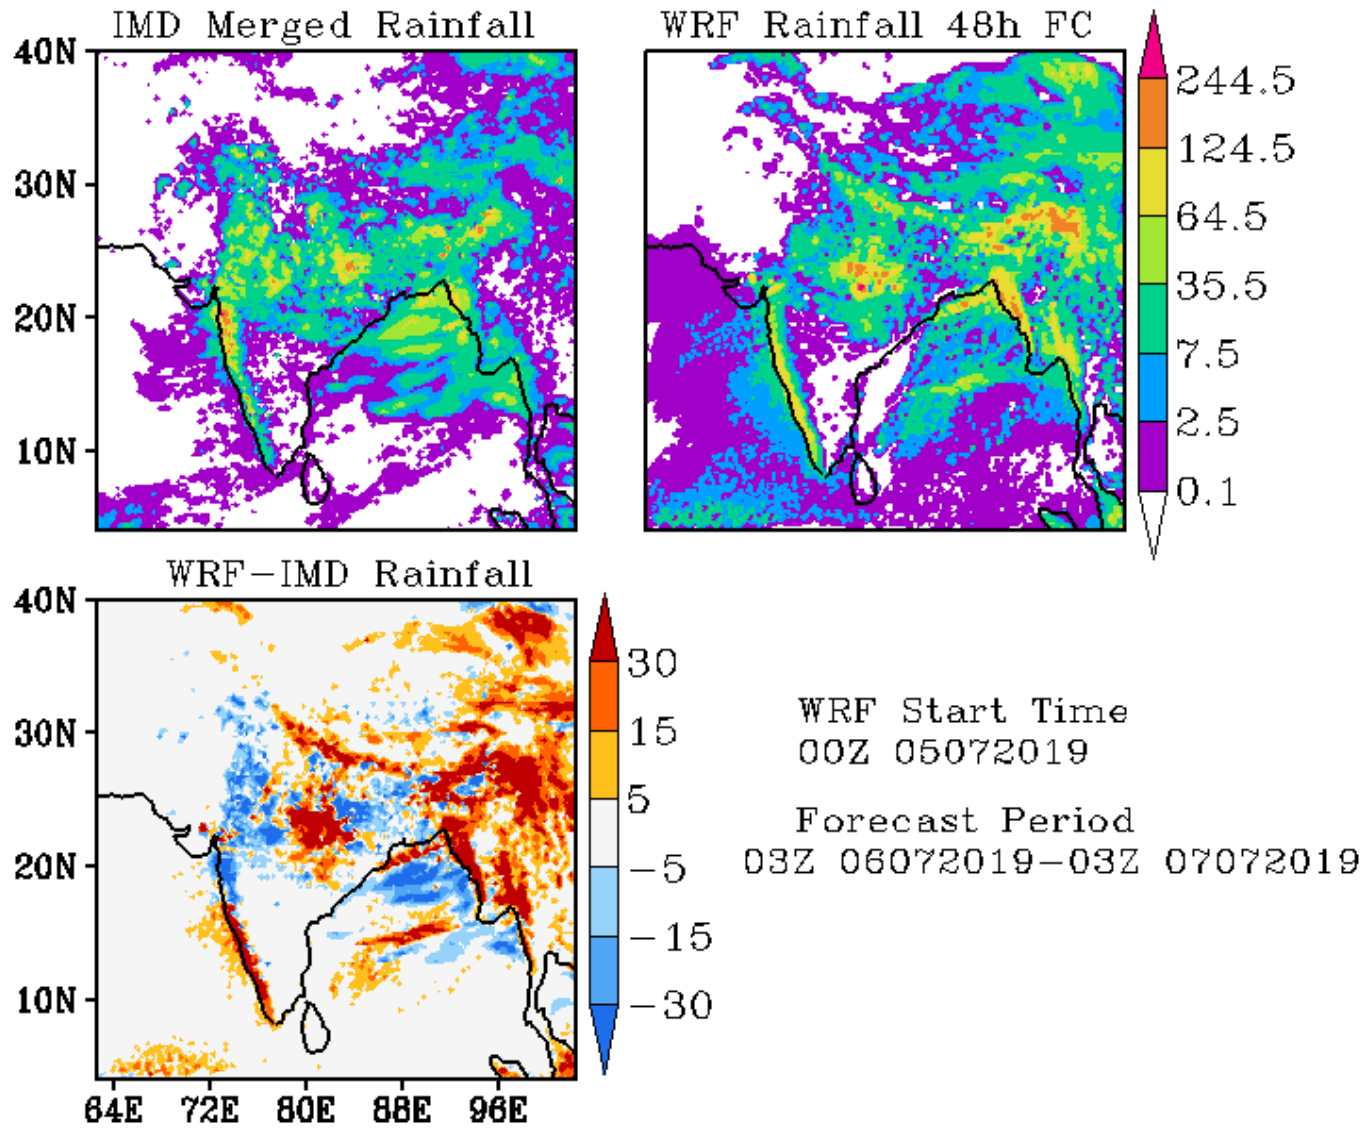 IMD Merged Rainfall
WRF Rainfall 48h FC
40N
30N
20N
10N
244.5
124.5
64.5
35.5
7.5
2.5
0.1
WRF-IMD Rainfall
40N
30N
20N
10N
64E 72E 80E 88E 96E
30
15
5
-5
-15
-30
WRF Start Time
00Z 05072019
Forecast Period
03Z 06072019-03Z 07072019